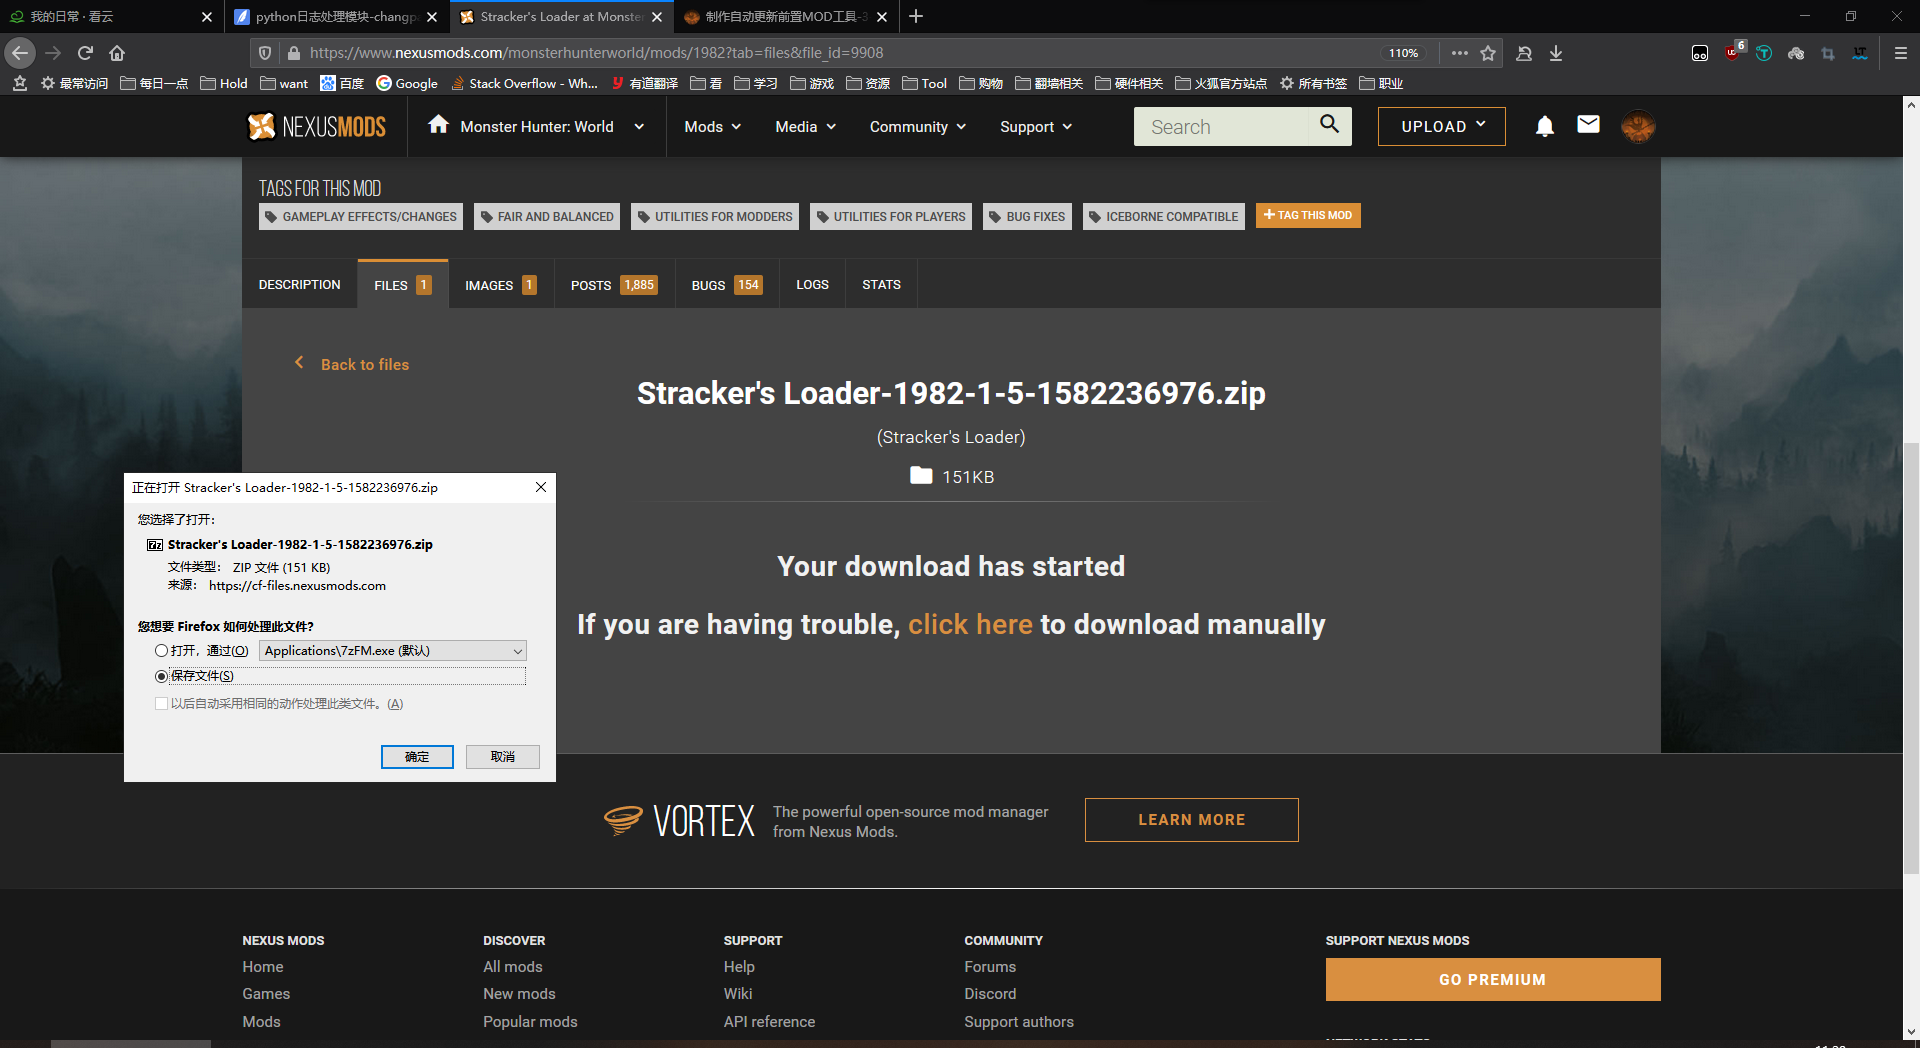 我的日常 · 看云
python日志处理模块-changp
Stracker's Loader at Monster
制作自动更新前置MOD工具-3
https://www.nexusmods.com/monsterhunterworld/mods/1982?tab=files&file_id=9908
110%
6
最常访问
每日一点
Hold
want
百度
Google
Stack Overflow - Wh...
有道翻译
看
学习
游戏
资源
Tool
购物
翻墙相关
硬件相关
火狐官方站点
所有书签
职业
NEXUSMODS
Monster Hunter: World
Mods
Media
Community
Support
Search
UPLOAD
TAGS FOR THIS MOD
GAMEPLAY EFFECTS/CHANGES
FAIR AND BALANCED
UTILITIES FOR MODDERS
UTILITIES FOR PLAYERS
BUG FIXES
ICEBORNE COMPATIBLE
+ TAG THIS MOD
DESCRIPTION
FILES 1
IMAGES 1
POSTS 1,885
BUGS 154
LOGS
STATS
Back to files
Stracker's Loader-1982-1-5-1582236976.zip
(Stracker's Loader)
151KB
Your download has started
If you are having trouble, click here to download manually
正在打开 Stracker's Loader-1982-1-5-1582236976.zip
您选择了打开：
7z Stracker's Loader-1982-1-5-1582236976.zip
文件类型： ZIP 文件 (151 KB)
来源： https://cf-files.nexusmods.com
您想要 Firefox 如何处理此文件?
打开，通过(O) Applications\7zFM.exe (默认)
保存文件(S)
以后自动采用相同的动作处理此类文件。(A)
确定
取消
VORTEX
The powerful open-source mod manager
from Nexus Mods.
LEARN MORE
NEXUS MODS
Home
Games
Mods
DISCOVER
All mods
New mods
Popular mods
SUPPORT
Help
Wiki
API reference
COMMUNITY
Forums
Discord
Support authors
SUPPORT NEXUS MODS
GO PREMIUM